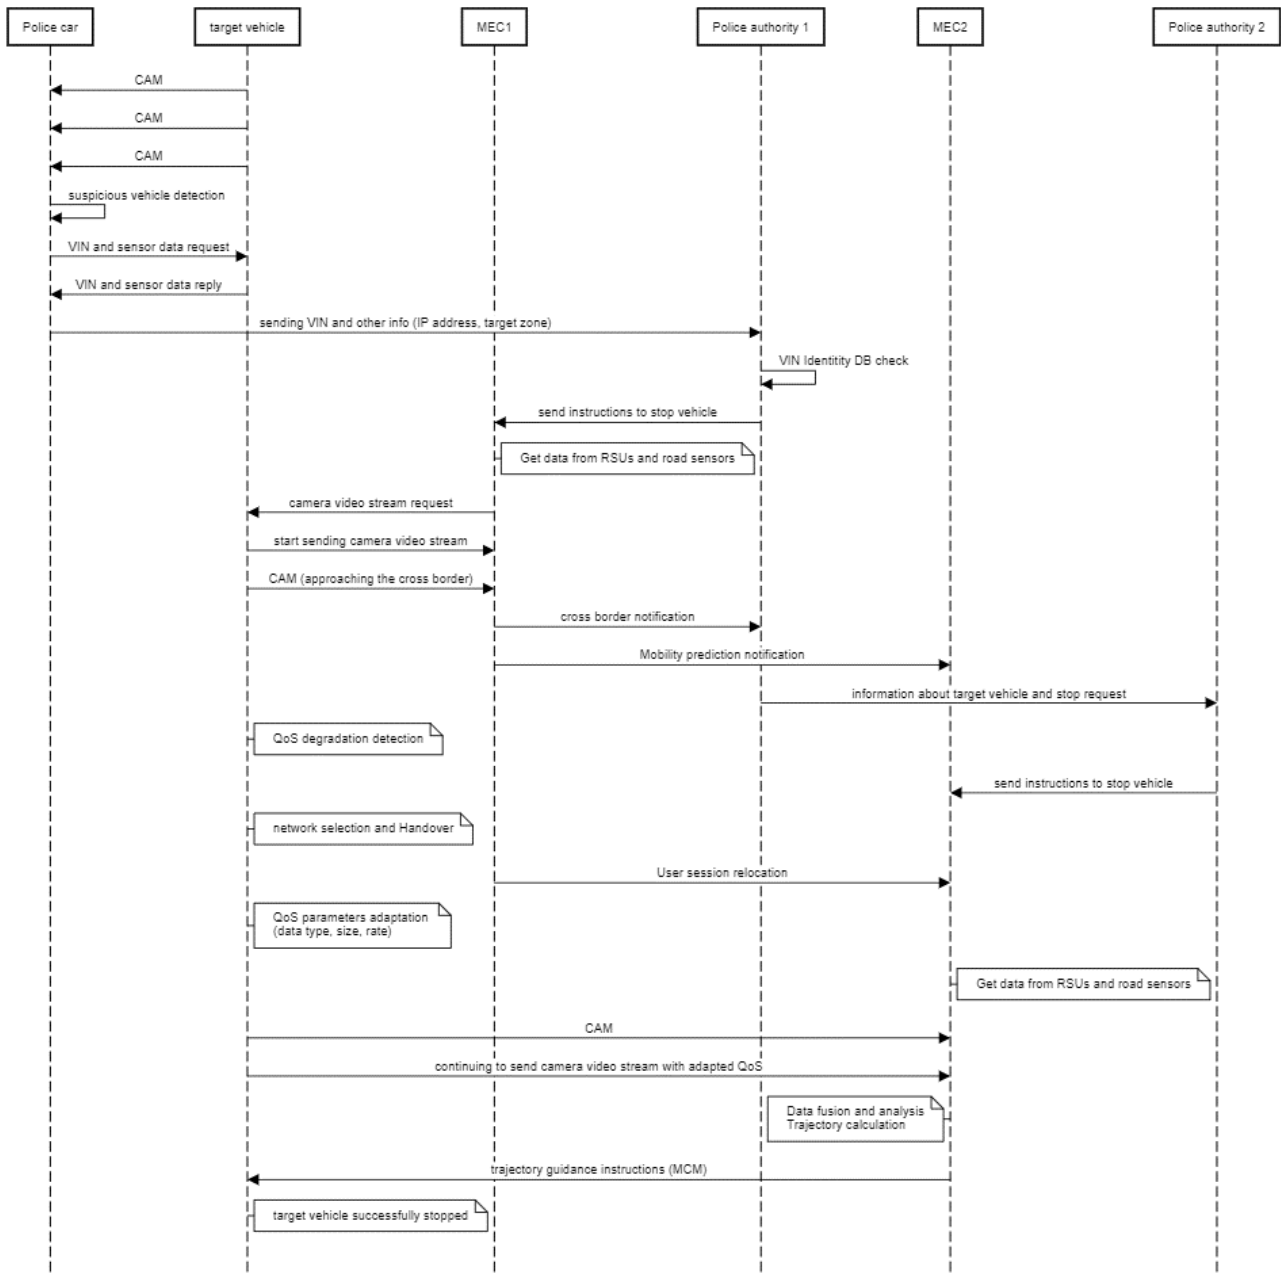 Police car
target vehicle
MEC1
Police authority 1
MEC2
Police authority 2
CAM
CAM
CAM
suspicious vehicle detection
VIN and sensor data request
VIN and sensor data reply
sending VIN and other info (IP address, target zone)
VIN Identitity DB check
send instructions to stop vehicle
Get data from RSUs and road sensors
camera video stream request
start sending camera video stream
CAM (approaching the cross border)
cross border notification
Mobility prediction notification
information about target vehicle and stop request
QoS degradation detection
send instructions to stop vehicle
network selection and Handover
User session relocation
QoS parameters adaptation
(data type, size, rate)
Get data from RSUs and road sensors
CAM
continuing to send camera video stream with adapted QoS
Data fusion and analysis
Trajectory calculation
trajectory guidance instructions (MCM)
target vehicle successfully stopped